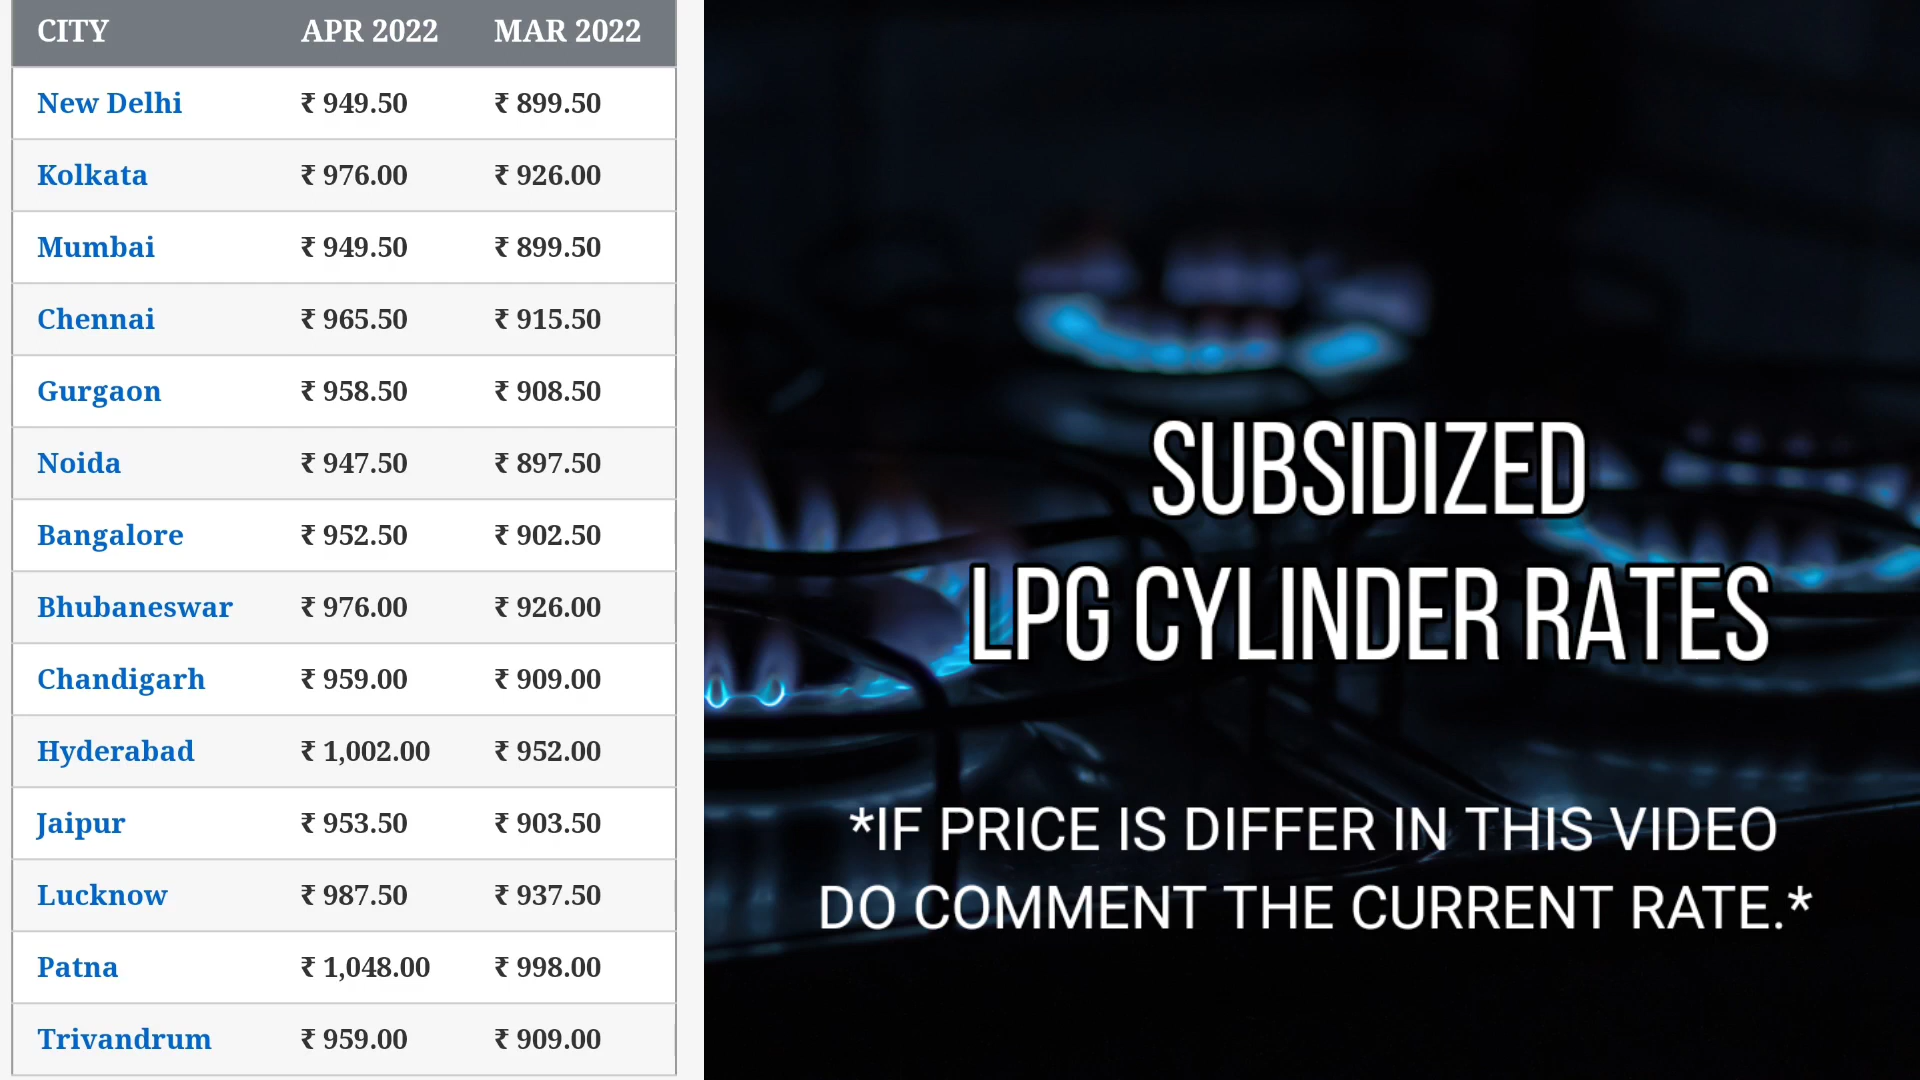 CITY APR 2022 MAR 2022
New Delhi ₹ 949.50 ₹ 899.50
Kolkata ₹ 976.00 ₹ 926.00
Mumbai ₹ 949.50 ₹ 899.50
Chennai ₹ 965.50 ₹ 915.50
Gurgaon ₹ 958.50 ₹ 908.50
Noida ₹ 947.50 ₹ 897.50
Bangalore ₹ 952.50 ₹ 902.50
Bhubaneswar ₹ 976.00 ₹ 926.00
Chandigarh ₹ 959.00 ₹ 909.00
Hyderabad ₹ 1,002.00 ₹ 952.00
Jaipur ₹ 953.50 ₹ 903.50
Lucknow ₹ 987.50 ₹ 937.50
Patna ₹ 1,048.00 ₹ 998.00
Trivandrum ₹ 959.00 ₹ 909.00
SUBSIDIZED
LPG CYLINDER RATES
*IF PRICE IS DIFFER IN THIS VIDEO
DO COMMENT THE CURRENT RATE.*